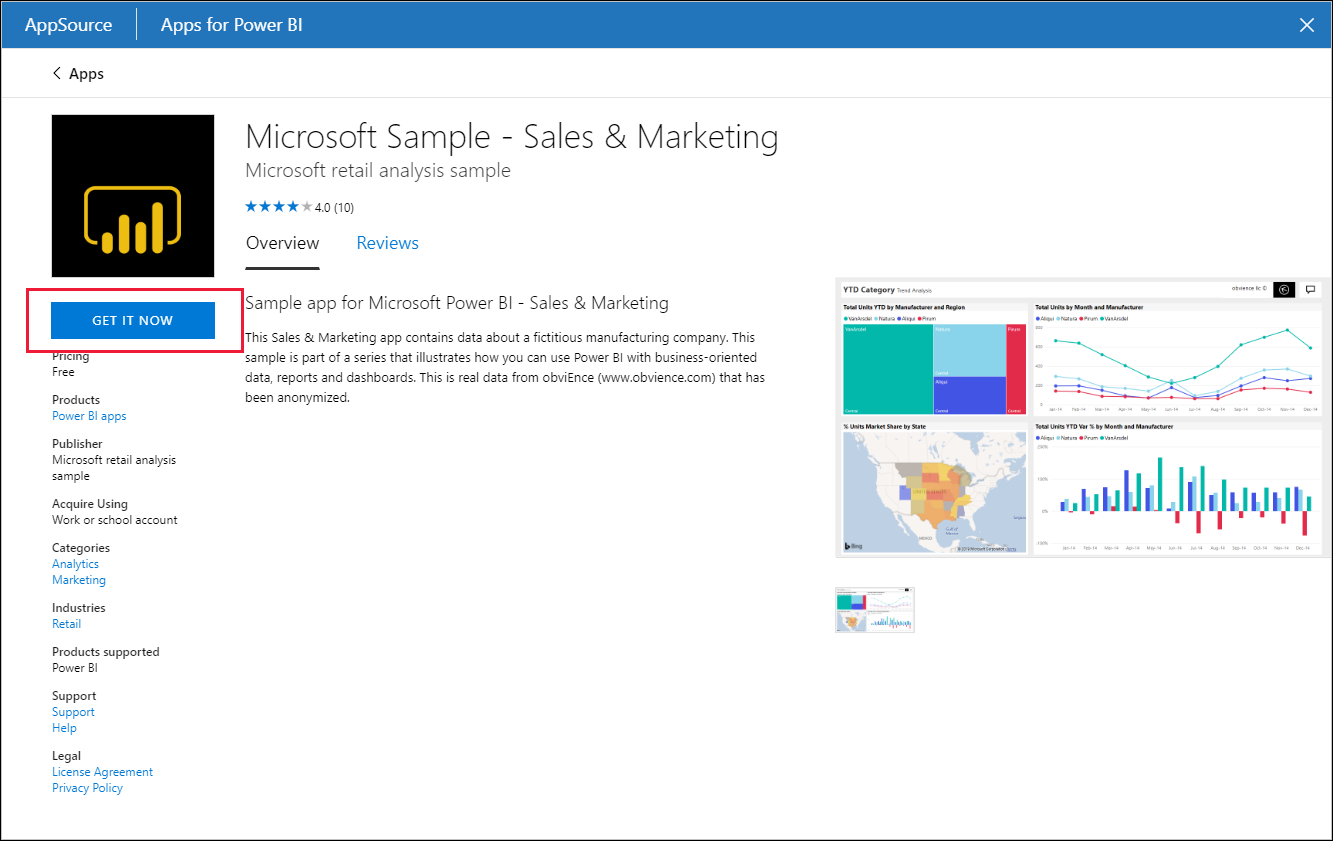 AppSource
Apps for Power BI
Apps
Microsoft Sample - Sales & Marketing
Microsoft retail analysis sample
4.0 (10)
Overview
Reviews
GET IT NOW
Pricing
Free
Products
Power BI apps
Publisher
Microsoft retail analysis
sample
Acquire Using
Work or school account
Categories
Analytics
Marketing
Industries
Retail
Products supported
Power BI
Support
Support
Help
Legal
License Agreement
Privacy Policy
Sample app for Microsoft Power BI - Sales & Marketing
This Sales & Marketing app contains data about a fictitious manufacturing company. This
sample is part of a series that illustrates how you can use Power BI with business-oriented
data, reports and dashboards. This is real data from obviEnce (www.obvience.com) that has
been anonymized.
YTD Category Trend Analysis
obvience llc ©
Total Units YTD by Manufacturer and Region
VanArsdel Natura Aliqui Pirum
VanArsdel
Natura
Pirum
Central
Aliqui
Central
Central
Central
Total Units by Month and Manufacturer
Aliqui Natura Pirum VanArsdel
Jan-14 Feb-14 Mar-14 Apr-14 May-14 Jun-14 Jul-14 Aug-14 Sep-14 Oct-14 Nov-14 Dec-14
% Units Market Share by State
UNITED STATES
MEXICO
Gulf of
Mexico
Bing
Total Units YTD Var % by Month and Manufacturer
Aliqui Natura Pirum VanArsdel
200%
100%
0%
100%
Jan-14 Feb-14 Mar-14 Apr-14 May-14 Jun-14 Jul-14 Aug-14 Sep-14 Oct-14 Nov-14 Dec-14